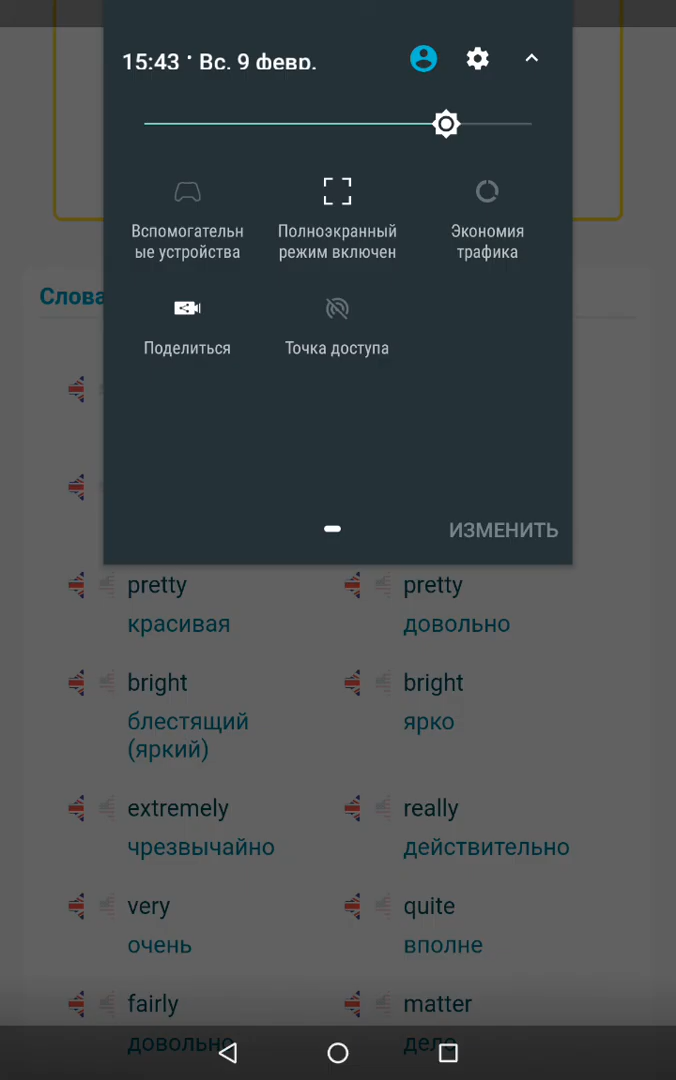 15:43 · Вс, 9 февр.
Вспомогательн
ые устройства
Полноэкранный
режим включен
Экономия
трафика
Поделиться
Точка доступа
ИЗМЕНИТЬ
pretty
красивая
pretty
довольно
bright
блестящий
(яркий)
bright
ярко
extremely
чрезвычайно
really
действительно
very
очень
quite
вполне
fairly
довольно
matter
дело